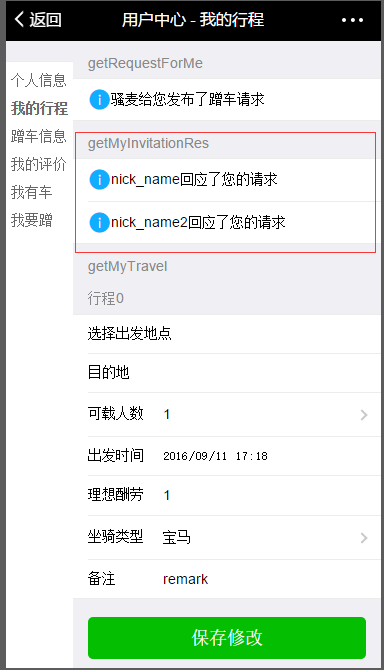 返回 用户中心 - 我的行程
个人信息
我的行程
蹭车信息
我的评价
我有车
我要蹭
getRequestForMe
骚麦给您发布了蹭车请求
getMyInvitationRes
nick_name回应了您的请求
nick_name2回应了您的请求
getMyTravel
行程0
选择出发地点
目的地
可载人数 1
出发时间 2016/09/11 17:18
理想酬劳 1
坐骑类型 宝马
备注 remark
保存修改